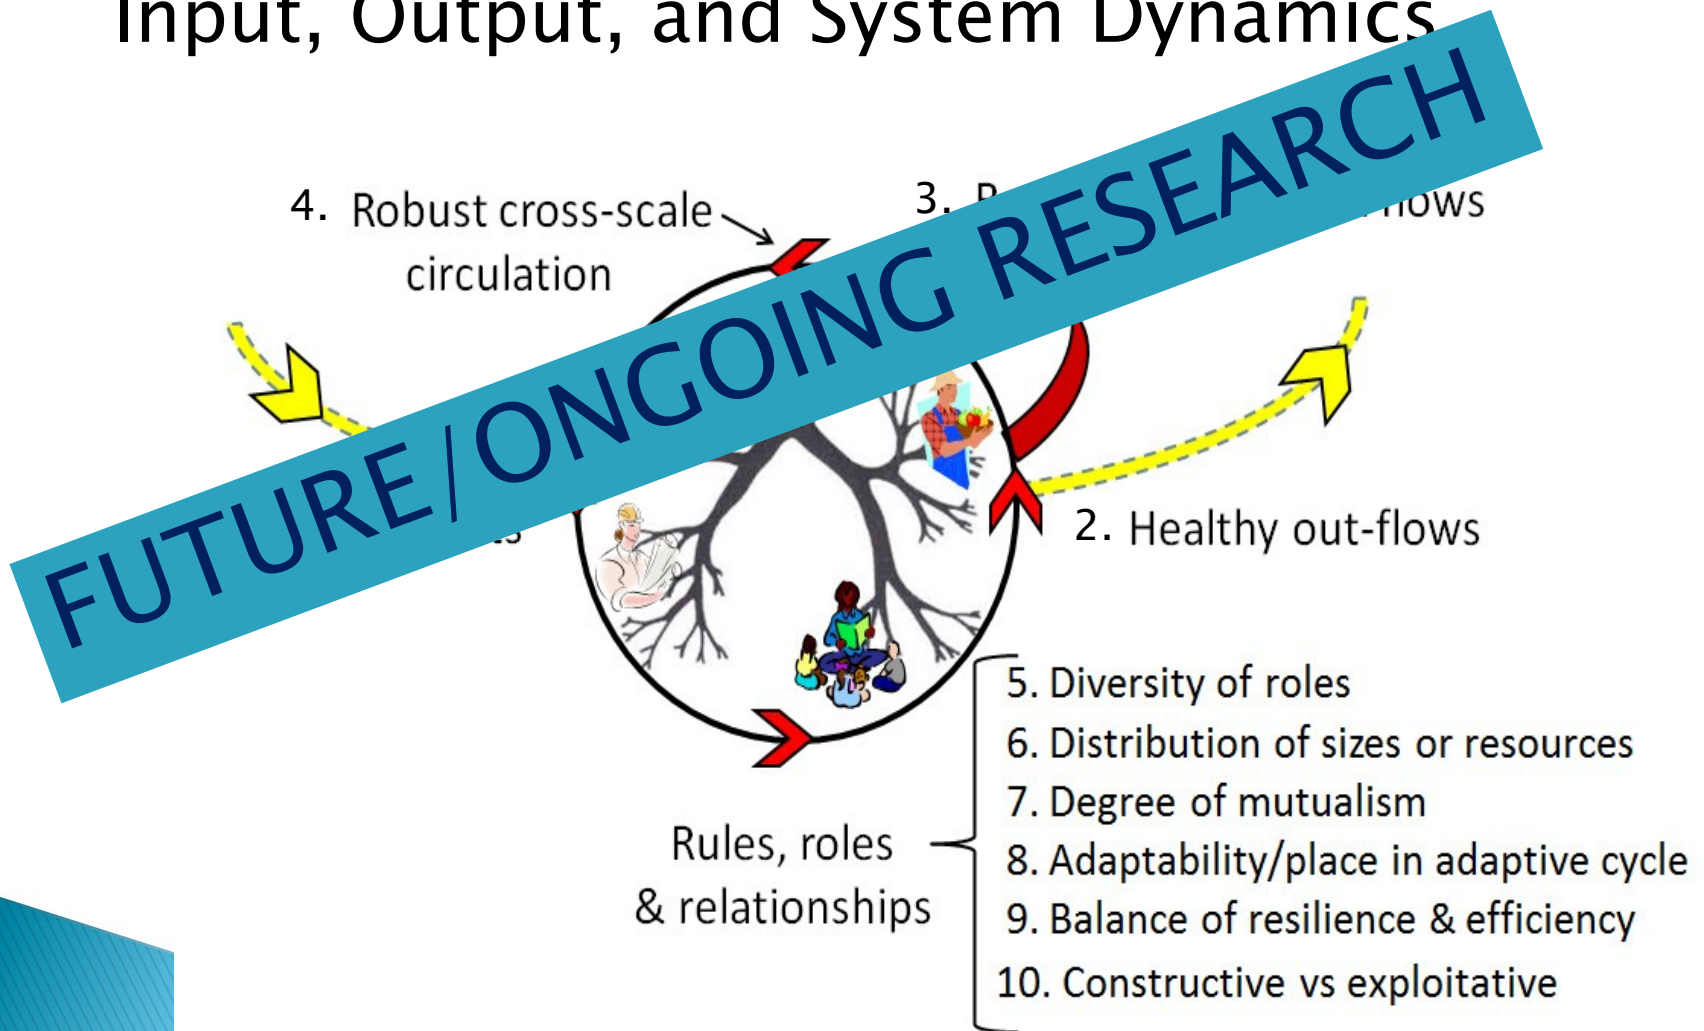 Input, Output, and System Dynamics
FUTURE/ONGOING RESEARCH
4. Robust cross-scale
circulation
3.
2. Healthy out-flows
Rules, roles
& relationships
5. Diversity of roles
6. Distribution of sizes or resources
7. Degree of mutualism
8. Adaptability/place in adaptive cycle
9. Balance of resilience & efficiency
10. Constructive vs exploitative